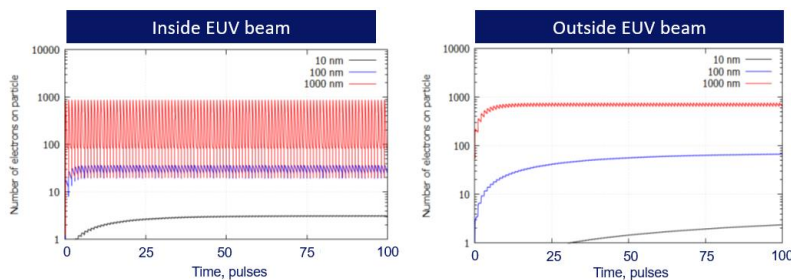 Inside EUV beam
Number of electrons on particle
10000
1000
100
10
1
10 nm
100 nm
1000 nm
0
25
50
75
100
Time, pulses
Outside EUV beam
Number of electrons on particle
10000
1000
100
10
1
10 nm
100 nm
1000 nm
0
25
50
75
100
Time, pulses